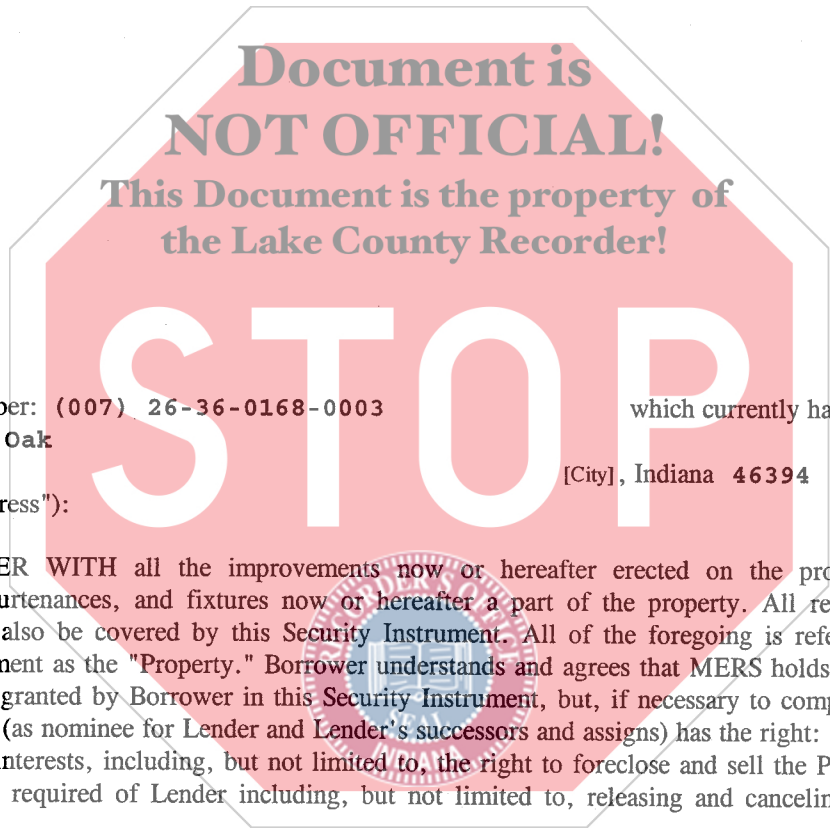 Document is
NOT OFFICIAL!
This Document is the property of
the Lake County Recorder!
STOP
ber: (007) 26-36-0168-0003 which currently ha
Oak
[City], Indiana 46394
ress"):
ER WITH all the improvements now or hereafter erected on the pro
urtenances, and fixtures now or hereafter a part of the property. All re
also be covered by this Security Instrument. All of the foregoing is refe
ment as the "Property." Borrower understands and agrees that MERS holds
granted by Borrower in this Security Instrument, but, if necessary to comp
(as nominee for Lender and Lender's successors and assigns) has the right:
nterests, including, but not limited to, the right to foreclose and sell the P
required of Lender including, but not limited to, releasing and cancelin
RECORDER'S OFFICE
SEAL
INDIANA